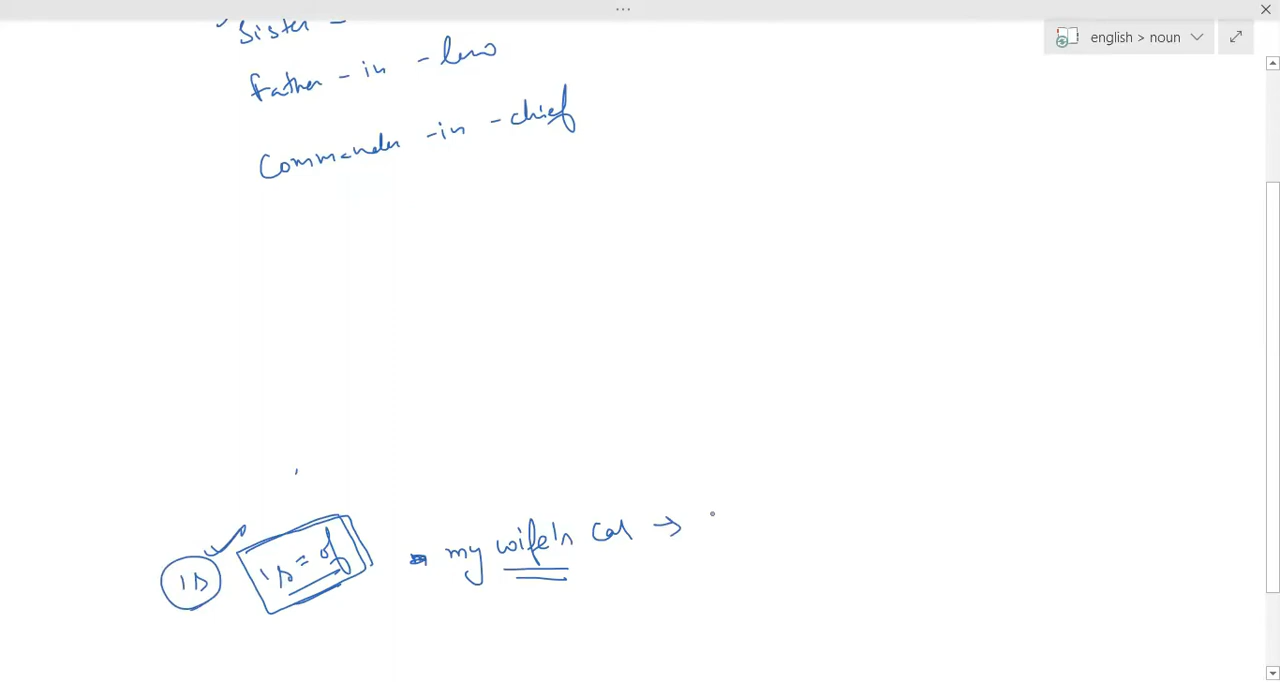 ...
english > noun
Sister -
Father - in - law
Commander - in - chief
's
's = of
- my wife's car →